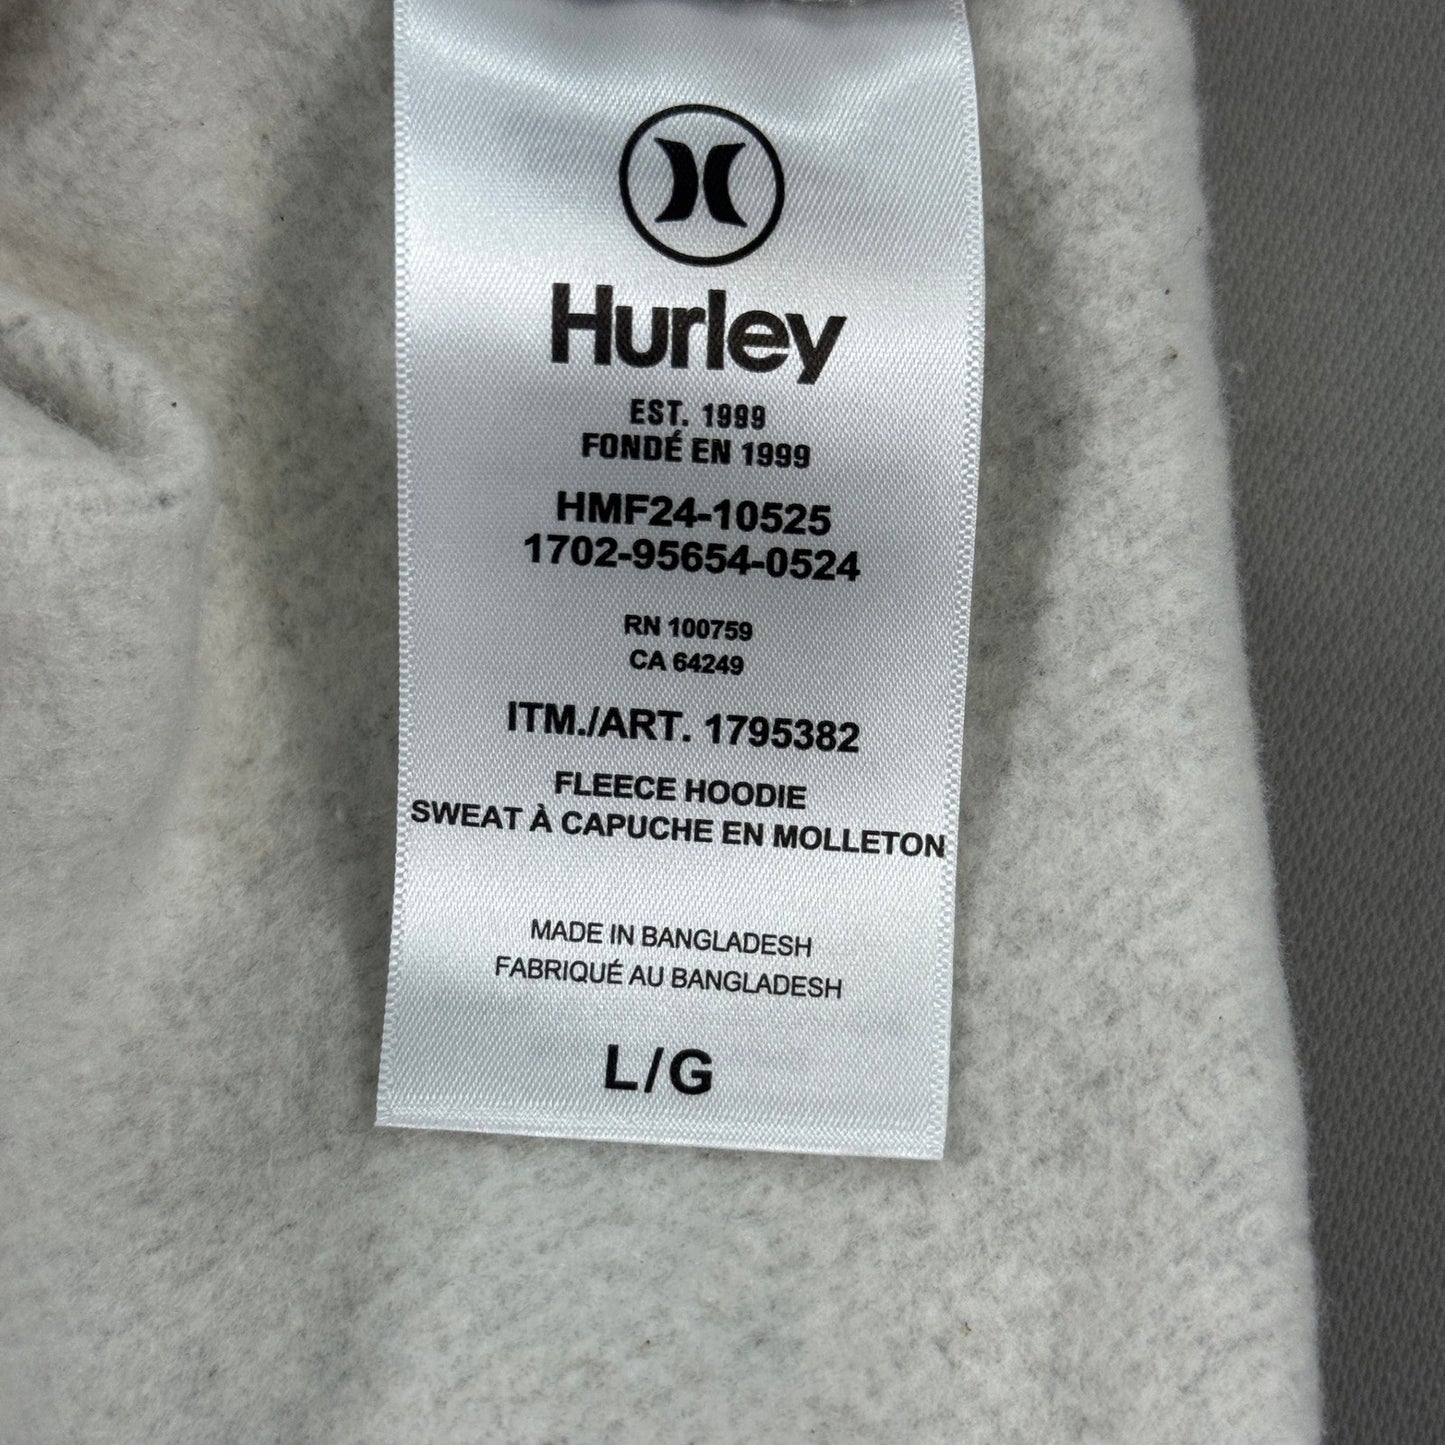 Hurley
EST. 1999
FONDÉ EN 1999
HMF24-10525
1702-95654-0524
RN 100759
CA 64249
ITM./ART. 1795382
FLEECE HOODIE
SWEAT À CAPUCHE EN MOLLETON
MADE IN BANGLADESH
FABRIQUÉ AU BANGLADESH
L/G